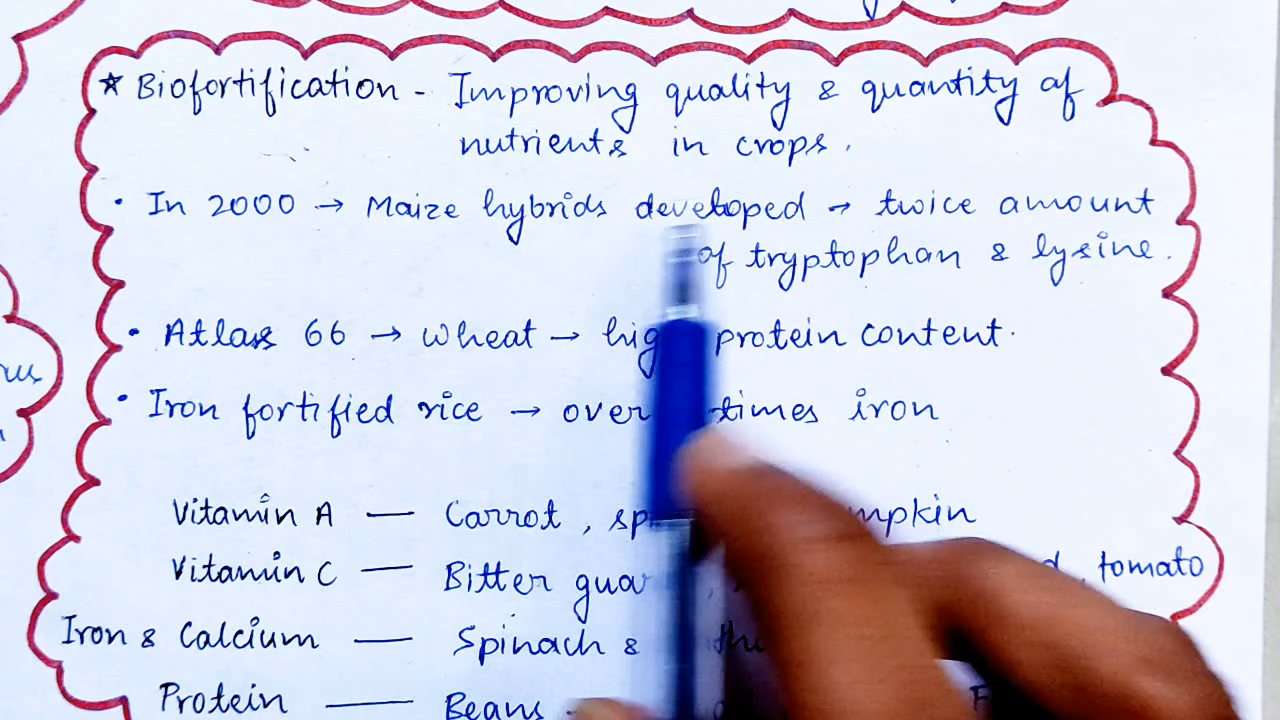 ★ Biofortification - Improving quality & quantity of
nutrients in crops.
• In 2000 → Maize hybrids developed → twice amount
of tryptophan & lysine.
• Atlass 66 → wheat → protein content.
• Iron fortified rice → over times iron
Vitamin A — Carrot,
Vitamin C — Bitter , tomato
Iron & Calcium — Spinach &
Protein — Beans